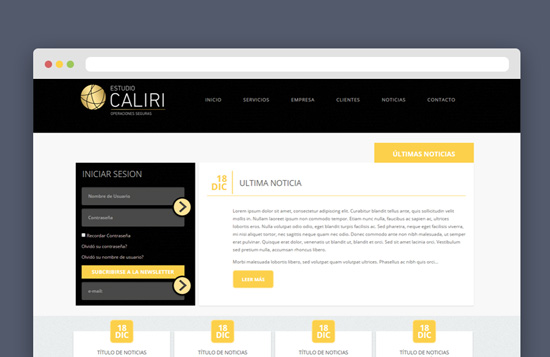 ESTUDIO
CALIRI
OPERACIONES SEGURAS
INICIO
SERVICIOS
EMPRESA
CLIENTES
NOTICIAS
CONTACTO
ÚLTIMAS NOTICIAS
INICIAR SESION
Nombre de Usuario
Contraseña
Recordar Contraseña
Olvidó su contraseña?
Olvido su nombre de usuario?
SUBSCRIBIRSE A LA NEWSLETTER
e-mail
18
DIC
ULTIMA NOTICIA
Lorem ipsum dolor sit amet, consectetur adipiscing elit. Curabitur blandit tellus ante, quis sollicitudin velit
mattis in. Nullam laoreet ipsum non commodo tempor. Etiam nunc nulla, faucibus ac sapien ac, ultrices
lobortis eros. Nulla volutpat odio odio, eget blandit turpis facilisis ac. Sed pharetra, neque eget facilisis viverra,
mi nisi aliquet tortor, nec sagittis neque quam nec odio. Donec commodo ante non nibh malesuada, ut semper
erat pulvinar. Quisque erat dolor, venenatis ut blandit ut, blandit et orci. Sed sit amet lacinia orci. Vestibulum
sed pretium nulla, accumsan rhoncus libero.
Morbi malesuada lobortis libero, sed volutpat quam volutpat ultrices. Phasellus ac nibh quis orci...
LEER MÁS
18
DIC
18
DIC
18
DIC
18
DIC
TÍTULO DE NOTICIAS
TÍTULO DE NOTICIAS
TÍTULO DE NOTICIAS
TÍTULO DE NOTICIAS